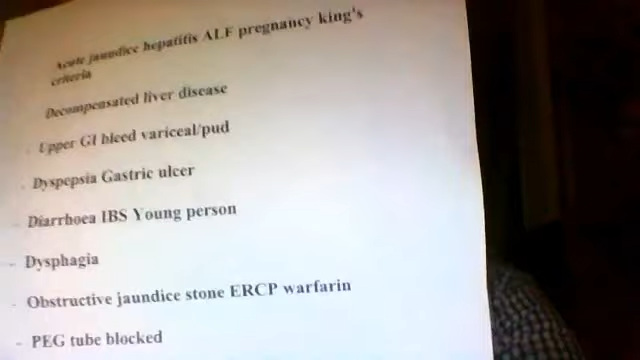 Acute jaundice hepatitis ALF pregnancy king's
criteria
Decompensated liver disease
- Upper GI bleed variceal/pud
- Dyspepsia Gastric ulcer
- Diarrhoea IBS Young person
- Dysphagia
- Obstructive jaundice stone ERCP warfarin
- PEG tube blocked